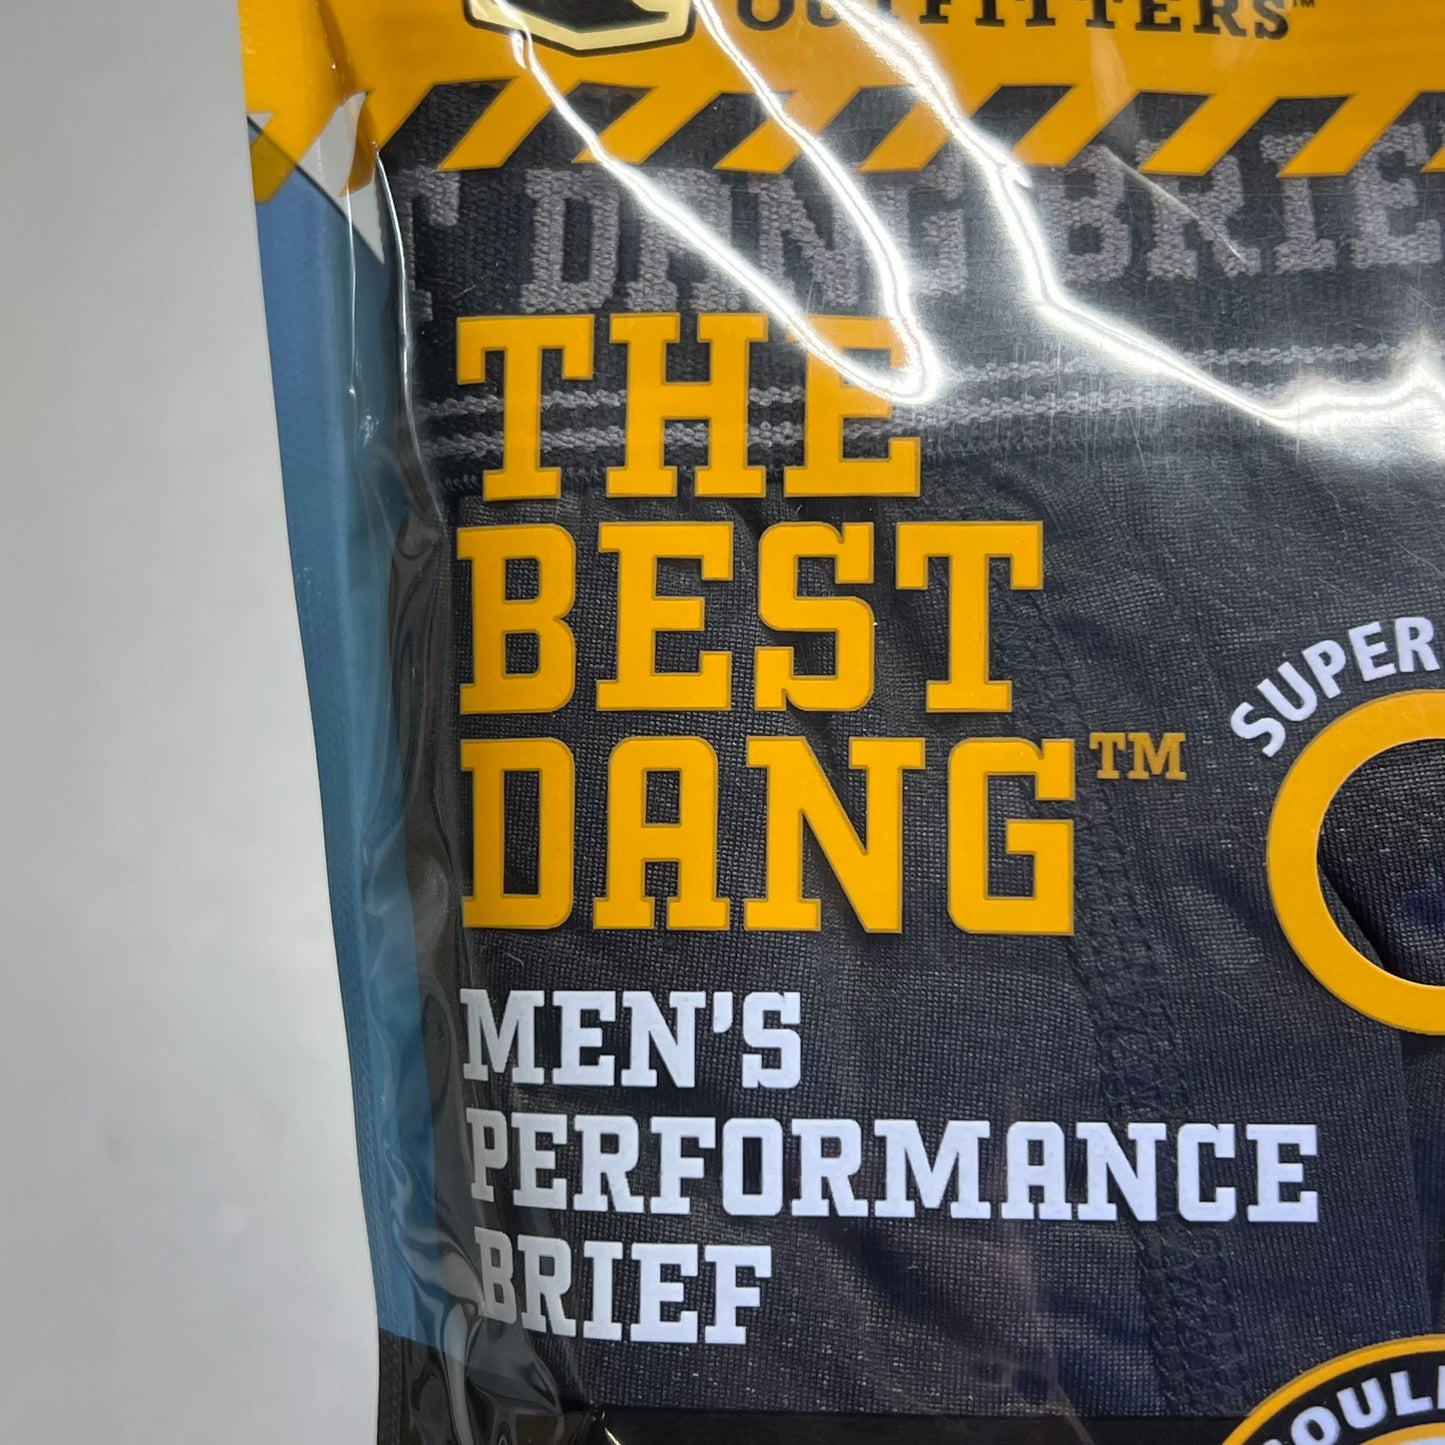 OUTFITTERS™
DANG BRIE
THE
BEST
DANG™
SUPER
MEN'S
PERFORMANCE
BRIEF